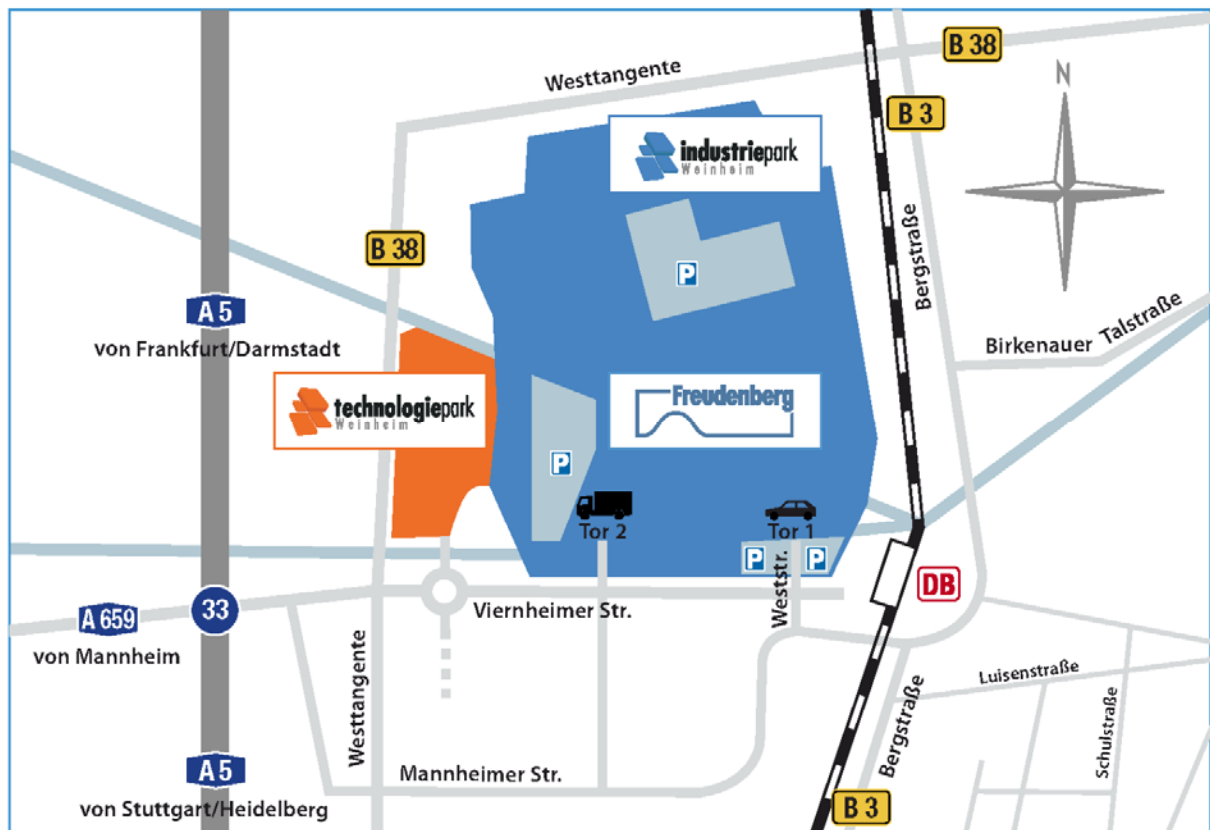 B 38
Westtangente
B 3
N
industriepark
Weinheim
B 38
Bergstraße
A 5
von Frankfurt/Darmstadt
P
Birkenauer Talstraße
technologiepark
Weinheim
Freudenberg
P
Tor 2
Tor 1
P
P
Weststr.
DB
33
A 659
von Mannheim
Viernheimer Str.
Westtangente
Luisenstraße
Bergstraße
Schulstraße
A 5
von Stuttgart/Heidelberg
Mannheimer Str.
B 3